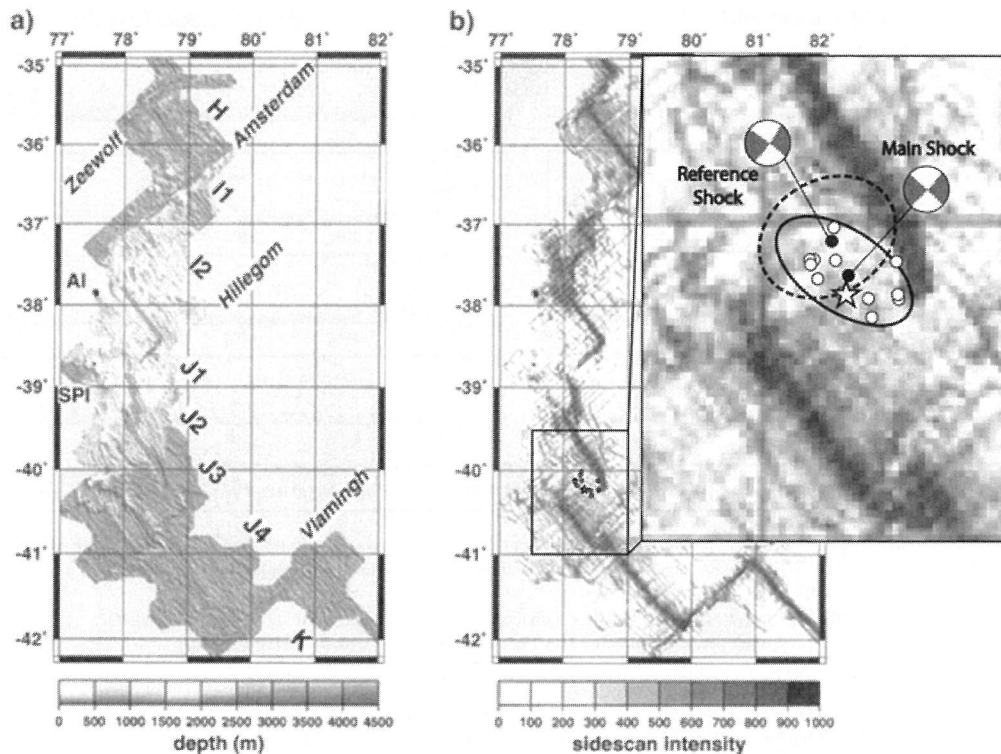 a)
77˚ 78˚ 79˚ 80˚ 81˚ 82˚
-35˚
-36˚
-37˚
-38˚
-39˚
-40˚
-41˚
-42˚
H
Amsterdam
Zeewolf
I1
I2
Hillegom
AI
SPI
J1
J2
J3
J4
Vlamingh
K
0 500 1000 1500 2000 2500 3000 3500 4000 4500
depth (m)
b)
77˚ 78˚ 79˚ 80˚ 81˚ 82˚
-35˚
-36˚
-37˚
-38˚
-39˚
-40˚
-41˚
-42˚
Reference
Shock
Main Shock
0 100 200 300 400 500 600 700 800 900 1000
sidescan intensity